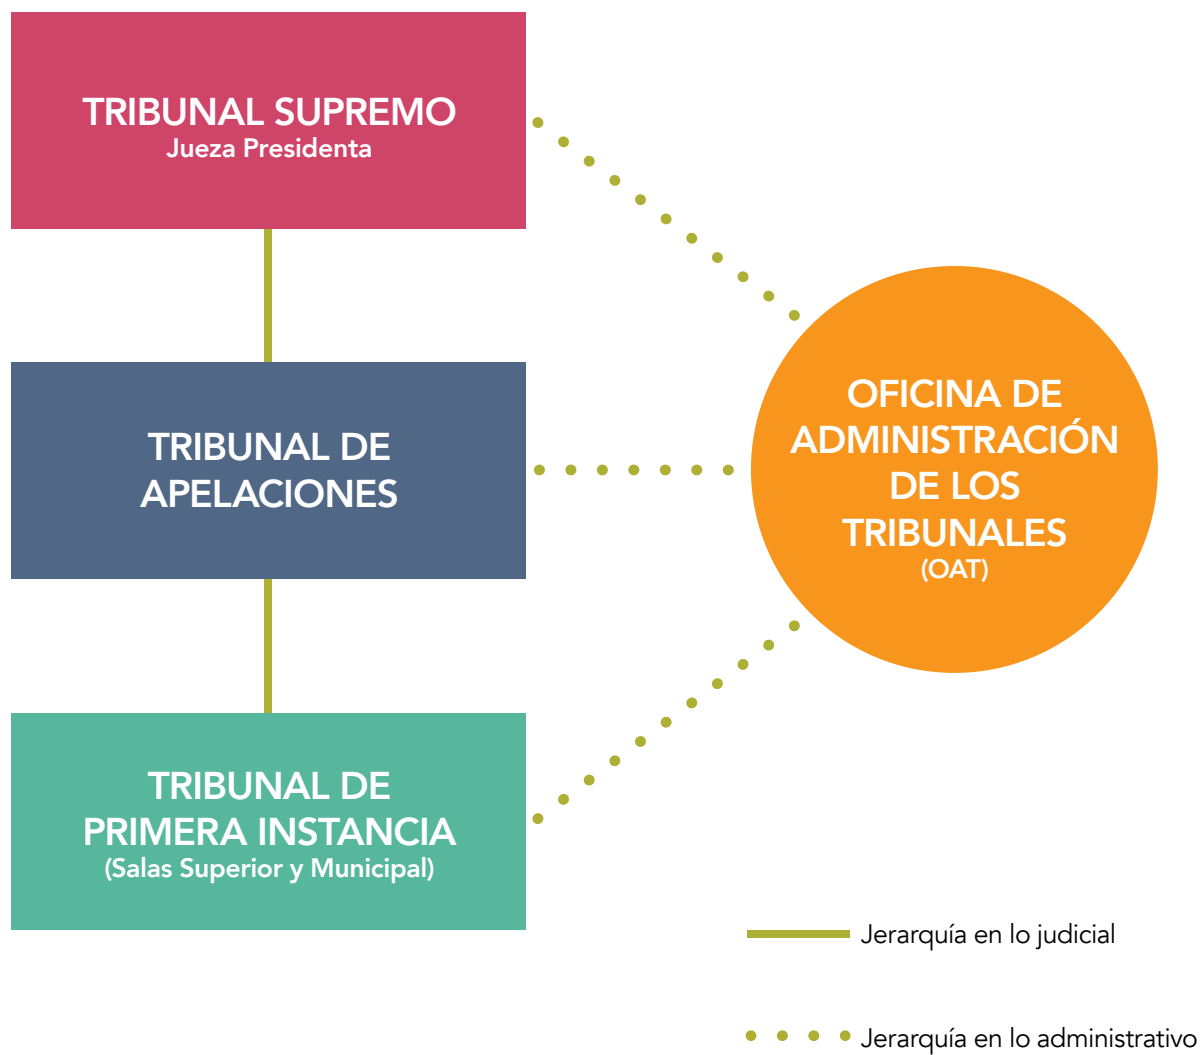 TRIBUNAL SUPREMO
Jueza Presidenta
TRIBUNAL DE
APELACIONES
TRIBUNAL DE
PRIMERA INSTANCIA
(Salas Superior y Municipal)
OFICINA DE
ADMINISTRACIÓN
DE LOS
TRIBUNALES
(OAT)
Jerarquía en lo judicial
Jerarquía en lo administrativo